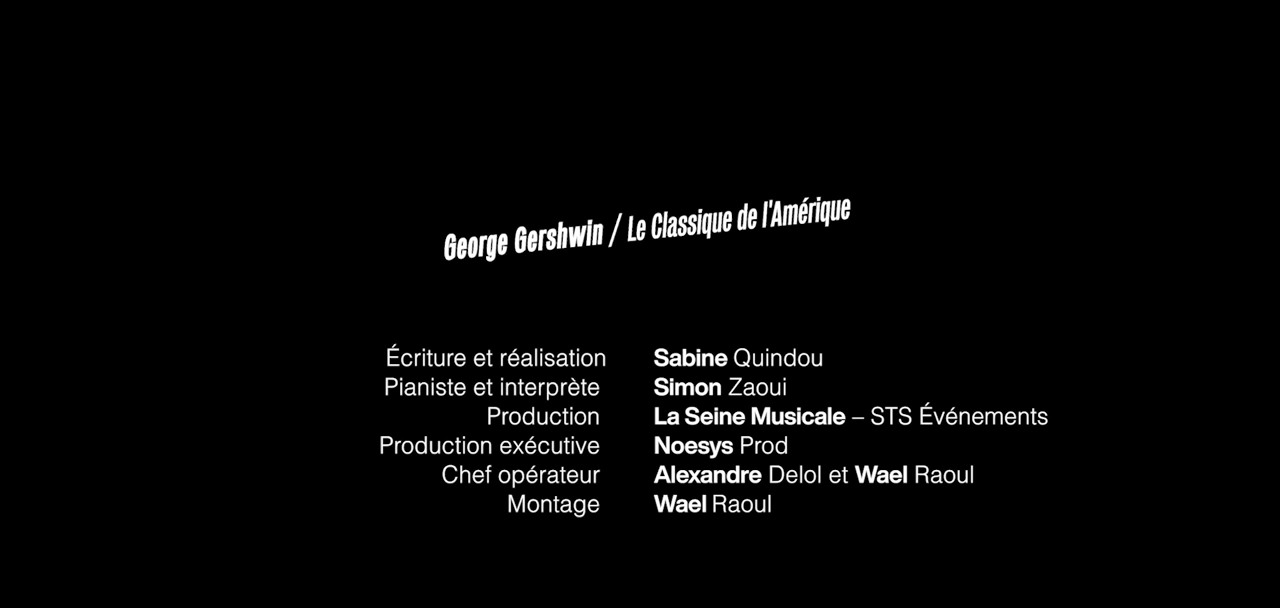 George Gershwin / Le Classique de l'Amérique
Écriture et réalisation Sabine Quindou
Pianiste et interprète Simon Zaoui
Production La Seine Musicale – STS Événements
Production exécutive Noesys Prod
Chef opérateur Alexandre Delol et Wael Raoul
Montage Wael Raoul